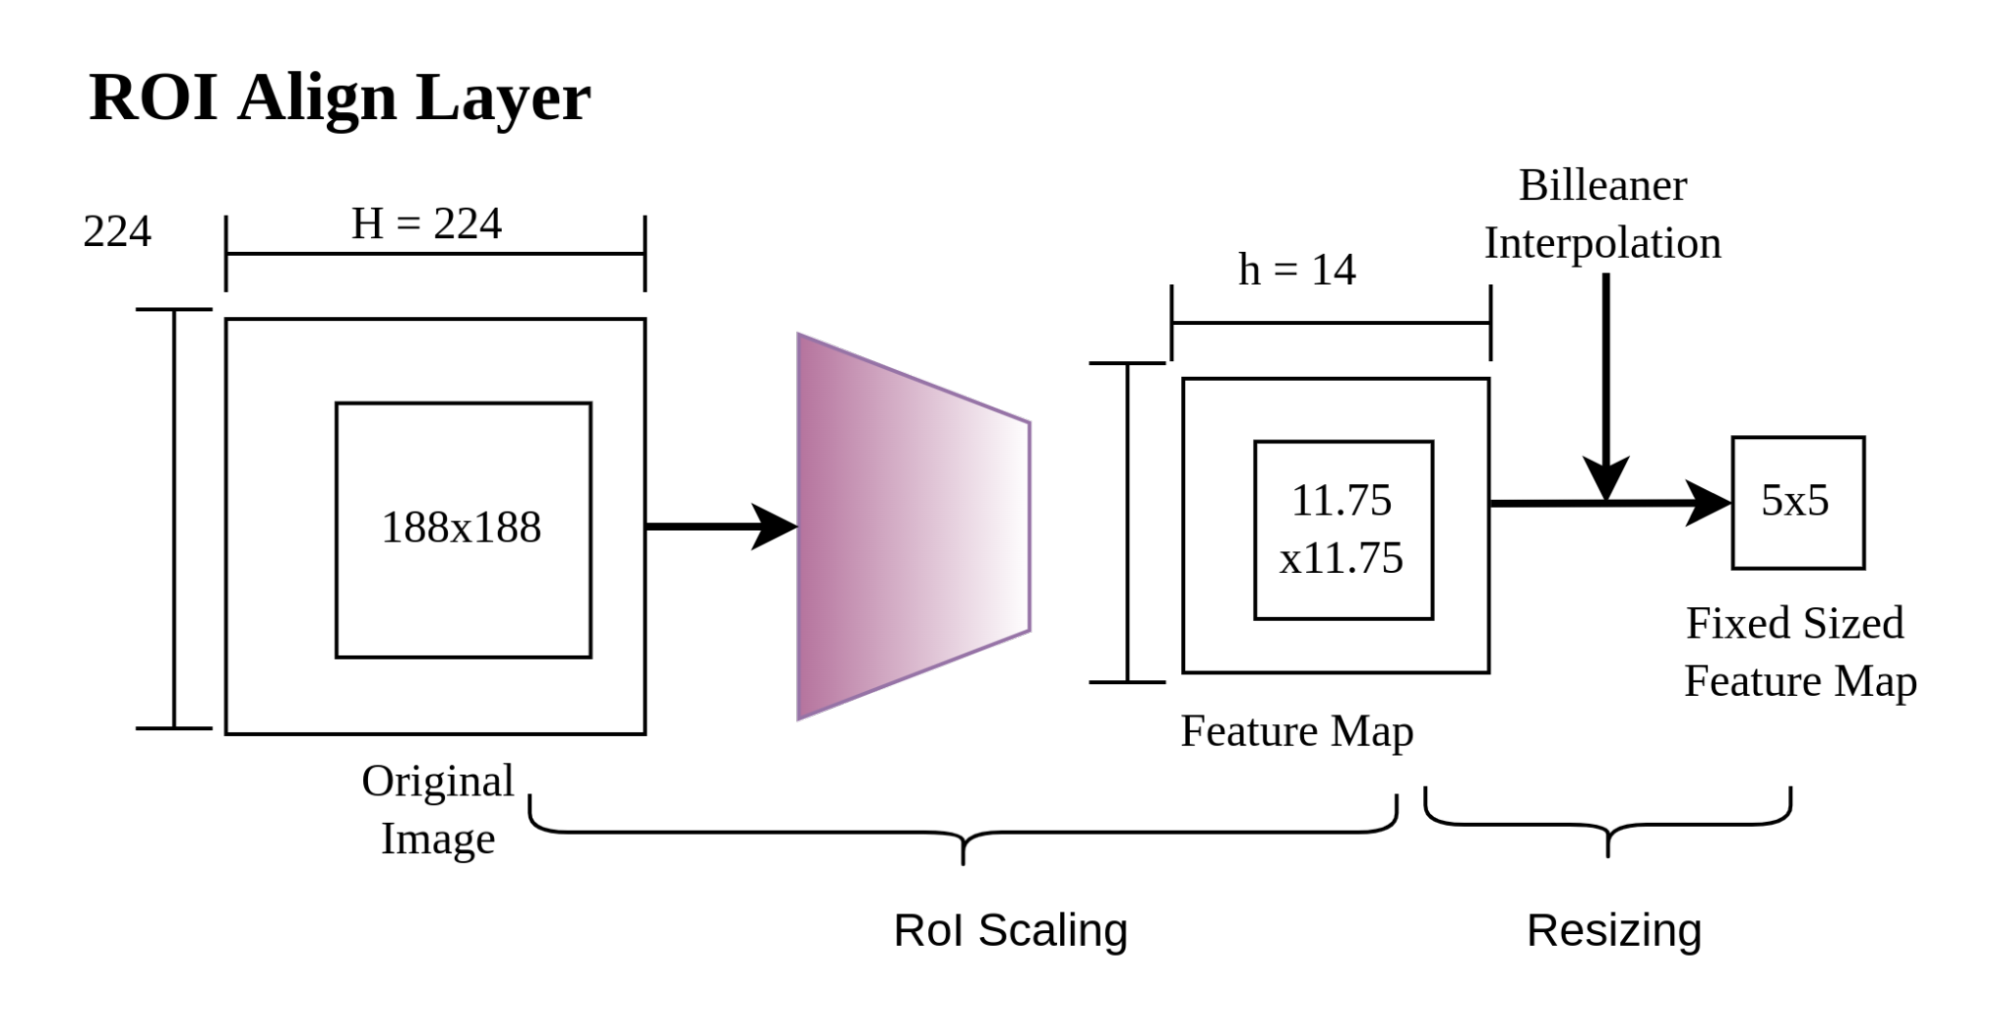 ROI Align Layer
224
H = 224
188x188
Original
Image
h = 14
11.75
x11.75
Feature Map
Billeaner
Interpolation
5x5
Fixed Sized
Feature Map
RoI Scaling
Resizing